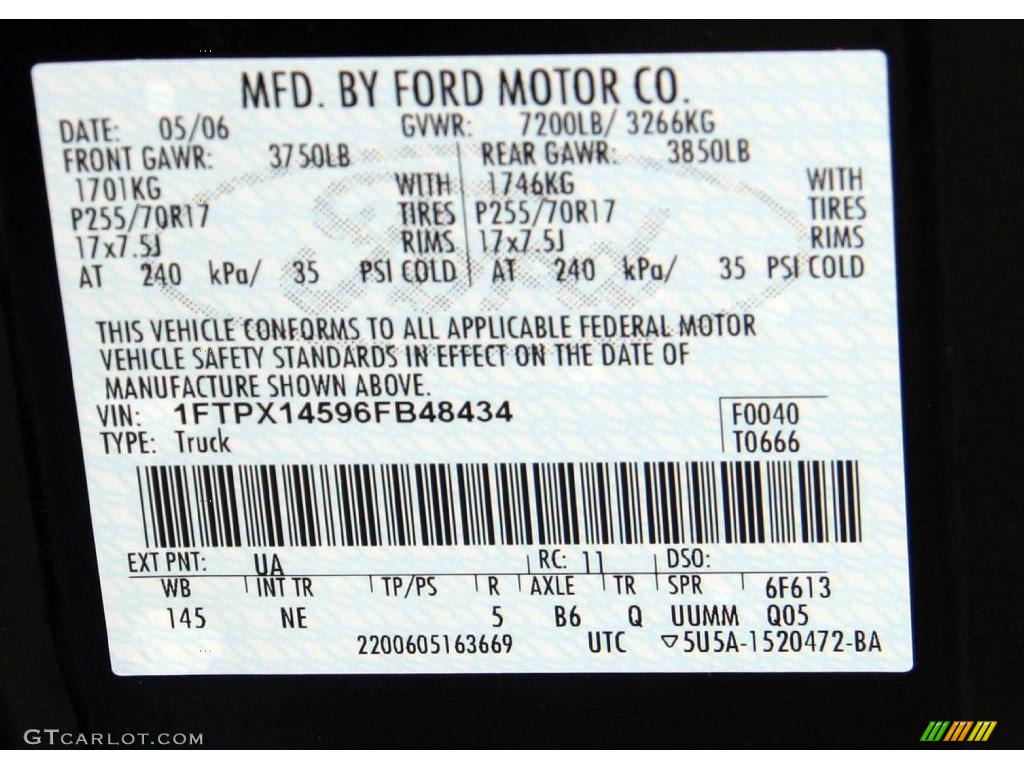 MFD. BY FORD MOTOR CO.
DATE: 05/06 GVWR: 7200LB/ 3266KG
FRONT GAWR: 3750LB REAR GAWR: 3850LB
1701KG WITH 1746KG WITH
P255/70R17 TIRES P255/70R17 TIRES
17x7.5J RIMS 17x7.5J RIMS
AT 240 kPa/ 35 PSI COLD AT 240 kPa/ 35 PSI COLD
THIS VEHICLE CONFORMS TO ALL APPLICABLE FEDERAL MOTOR
VEHICLE SAFETY STANDARDS IN EFFECT ON THE DATE OF
MANUFACTURE SHOWN ABOVE.
VIN: 1FTPX14596FB48434 F0040
TYPE: Truck T0666
EXT PNT: UA RC: 11 DSO:
WB INT TR TP/PS R AXLE TR SPR 6F613
145 NE 5 B6 Q UUMM Q05
2200605163669 UTC ▽5U5A-1520472-BA
Ford
GTCARLOT.COM